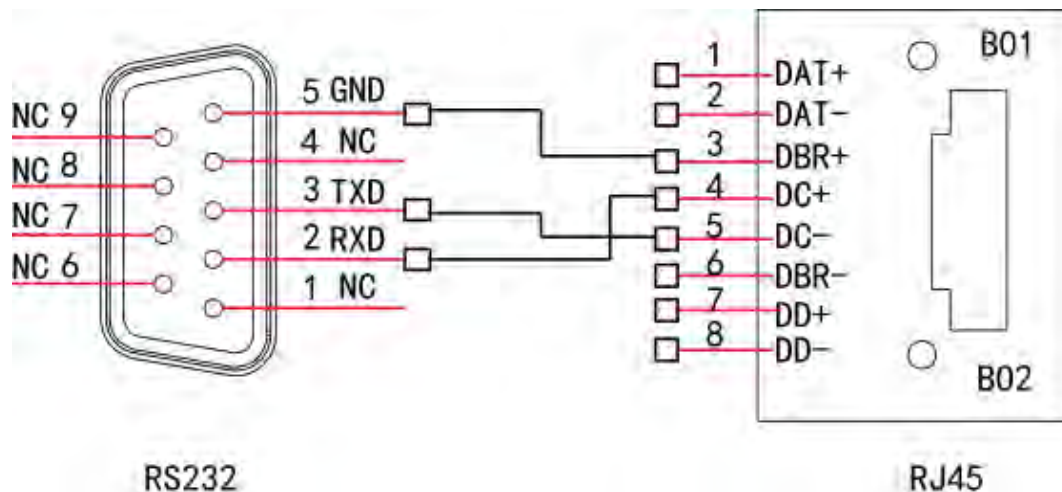 NC 9
NC 8
NC 7
NC 6
5 GND
4 NC
3 TXD
2 RXD
1 NC
RS232
1 DAT+
2 DAT-
3 DBR+
4 DC+
5 DC-
6 DBR-
7 DD+
8 DD-
B01
B02
RJ45